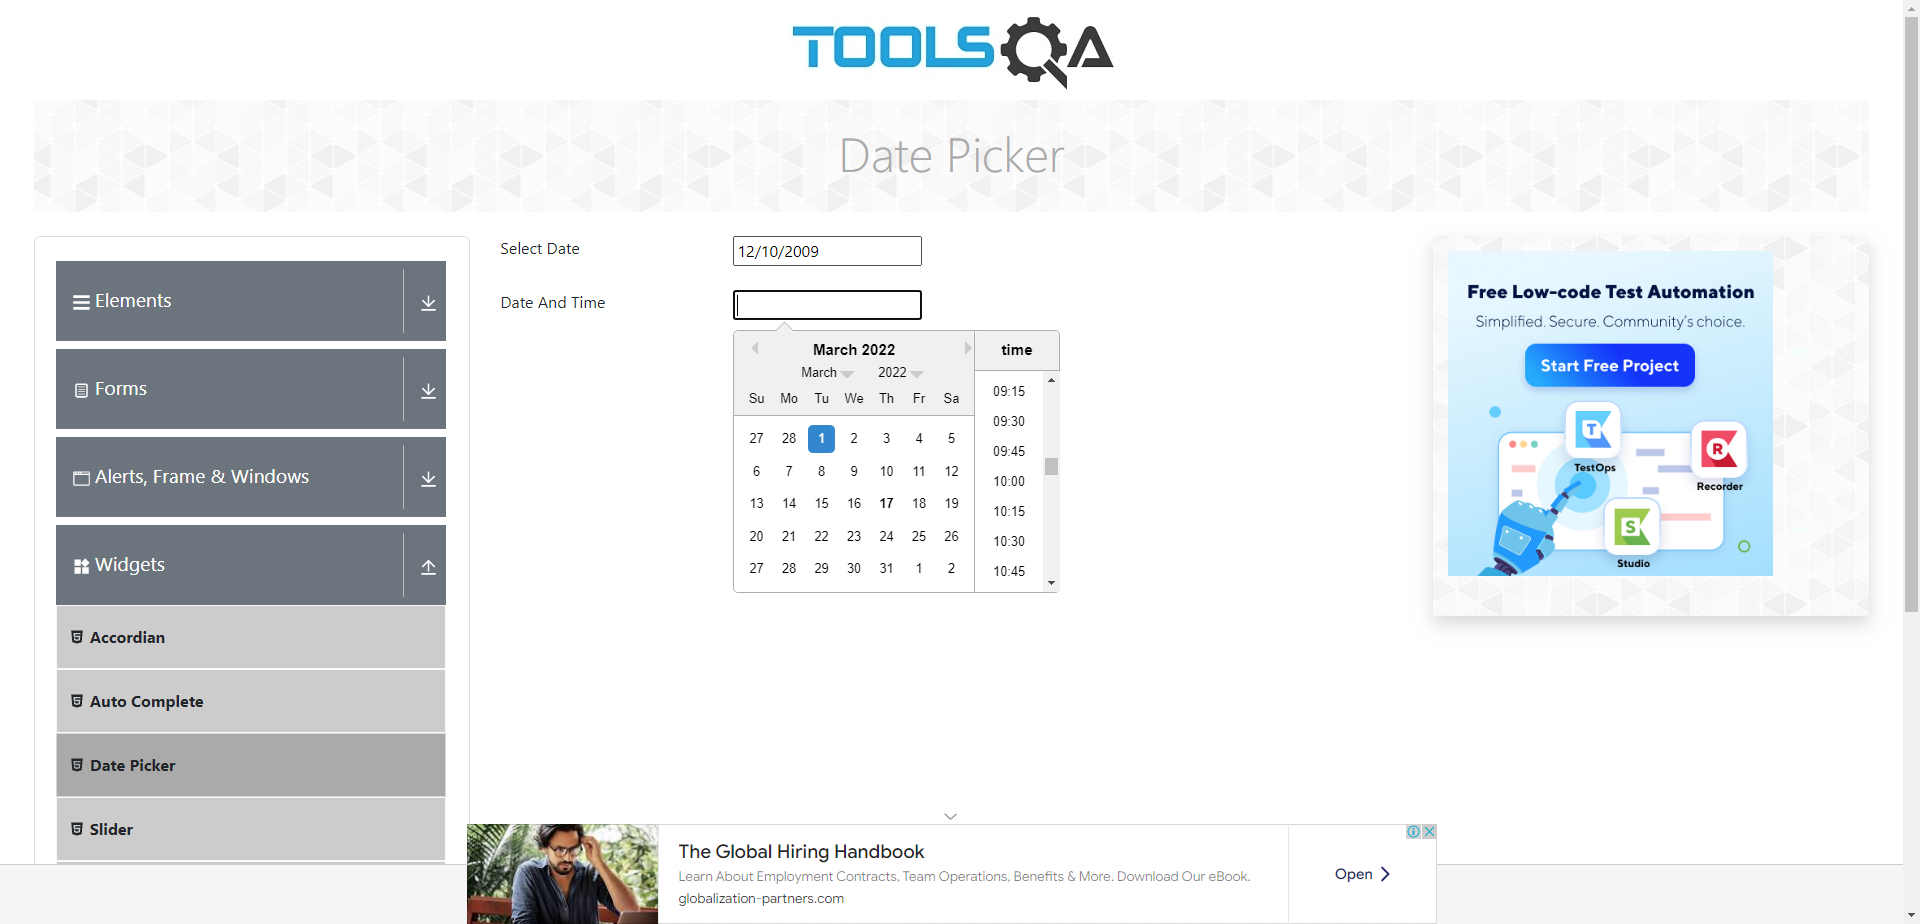 TOOLSQA
Date Picker
Elements
Forms
Alerts, Frame & Windows
Widgets
Accordian
Auto Complete
Date Picker
Slider
Select Date
12/10/2009
Date And Time
March 2022
March 2022
Su Mo Tu We Th Fr Sa
27 28 1 2 3 4 5
6 7 8 9 10 11 12
13 14 15 16 17 18 19
20 21 22 23 24 25 26
27 28 29 30 31 1 2
time
09:15
09:30
09:45
10:00
10:15
10:30
10:45
Free Low-code Test Automation
Simplified. Secure. Community's choice.
Start Free Project
T
TestOps
R
Recorder
S
Studio
The Global Hiring Handbook
Learn About Employment Contracts, Team Operations, Benefits & More. Download Our eBook.
globalization-partners.com
Open